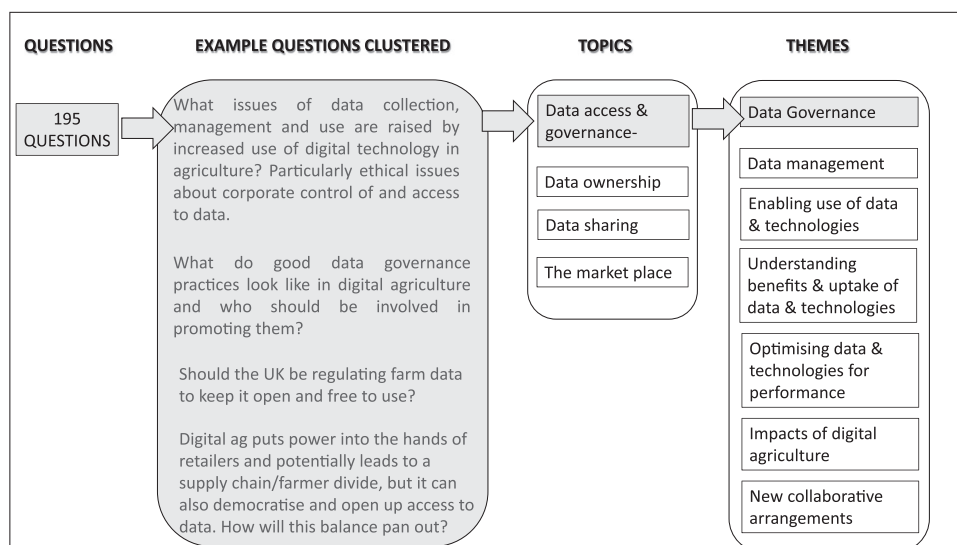 QUESTIONS
EXAMPLE QUESTIONS CLUSTERED
TOPICS
THEMES
195
QUESTIONS
What issues of data collection,
management and use are raised by
increased use of digital technology in
agriculture? Particularly ethical issues
about corporate control of and access
to data.
What do good data governance
practices look like in digital agriculture
and who should be involved in
promoting them?
Should the UK be regulating farm data
to keep it open and free to use?
Digital ag puts power into the hands of
retailers and potentially leads to a
supply chain/farmer divide, but it can
also democratise and open up access to
data. How will this balance pan out?
Data access &
governance-
Data ownership
Data sharing
The market place
Data Governance
Data management
Enabling use of data
& technologies
Understanding
benefits & uptake of
data & technologies
Optimising data &
technologies for
performance
Impacts of digital
agriculture
New collaborative
arrangements